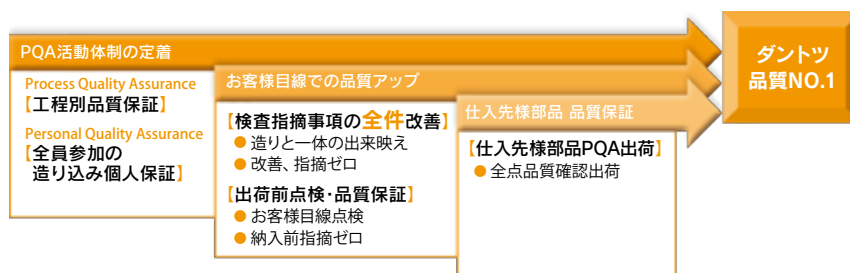 PQA活動体制の定着
Process Quality Assurance
【工程別品質保証】
Personal Quality Assurance
【全員参加の
造り込み個人保証】
お客様目線での品質アップ
【検査指摘事項の全件改善】
● 造りと一体の出来映え
● 改善、指摘ゼロ
【出荷前点検・品質保証】
● お客様目線点検
● 納入前指摘ゼロ
仕入先様部品 品質保証
【仕入先様部品PQA出荷】
● 全点品質確認出荷
ダントツ
品質NO.1